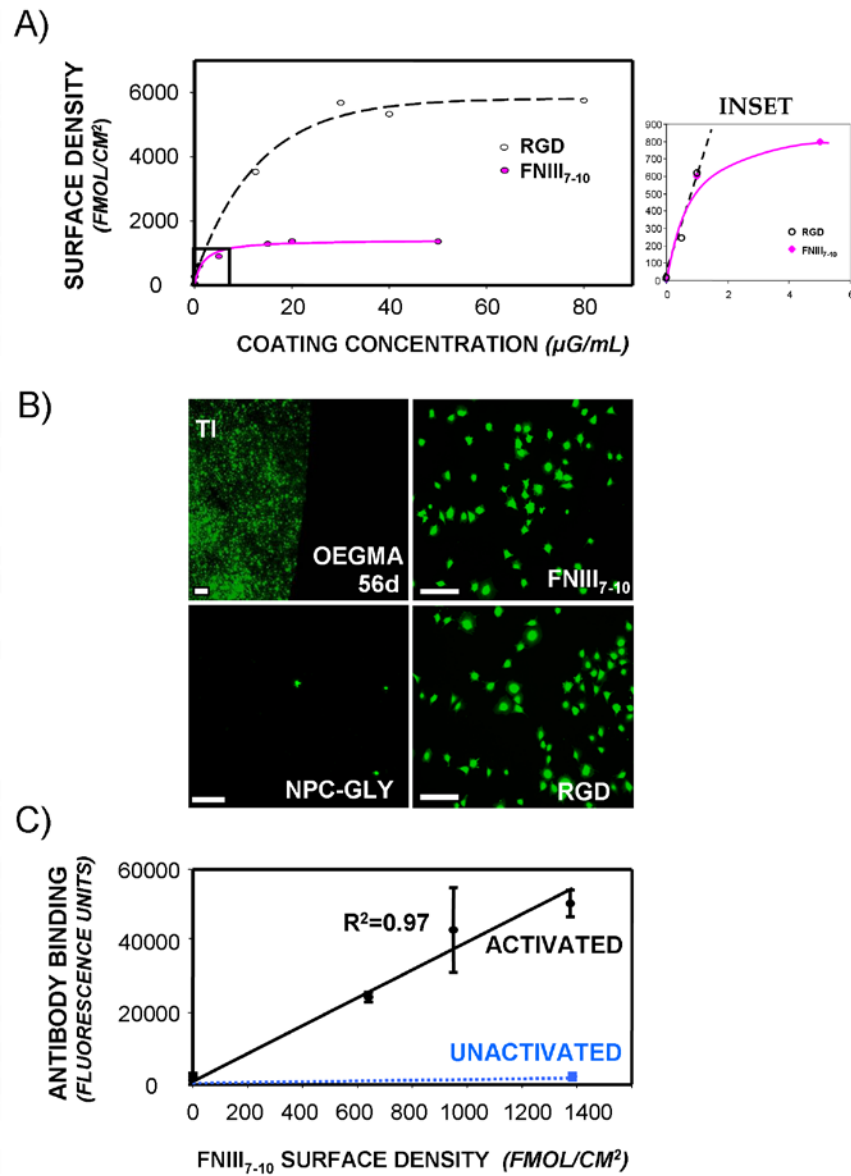 A)
SURFACE DENSITY
(FMOL/CM²)
6000
4000
2000
0
RGD
FNIII7-10
0 20 40 60 80
COATING CONCENTRATION (µG/mL)
INSET
900
800
700
600
500
400
300
200
100
0
RGD
FNIII7-10
0 2 4 6
B)
TI
OEGMA
56d
FNIII7-10
NPC-GLY
RGD
C)
ANTIBODY BINDING
(FLUORESCENCE UNITS)
60000
40000
20000
0
R²=0.97
ACTIVATED
UNACTIVATED
0 200 400 600 800 1000 1200 1400
FNIII7-10 SURFACE DENSITY (FMOL/CM²)